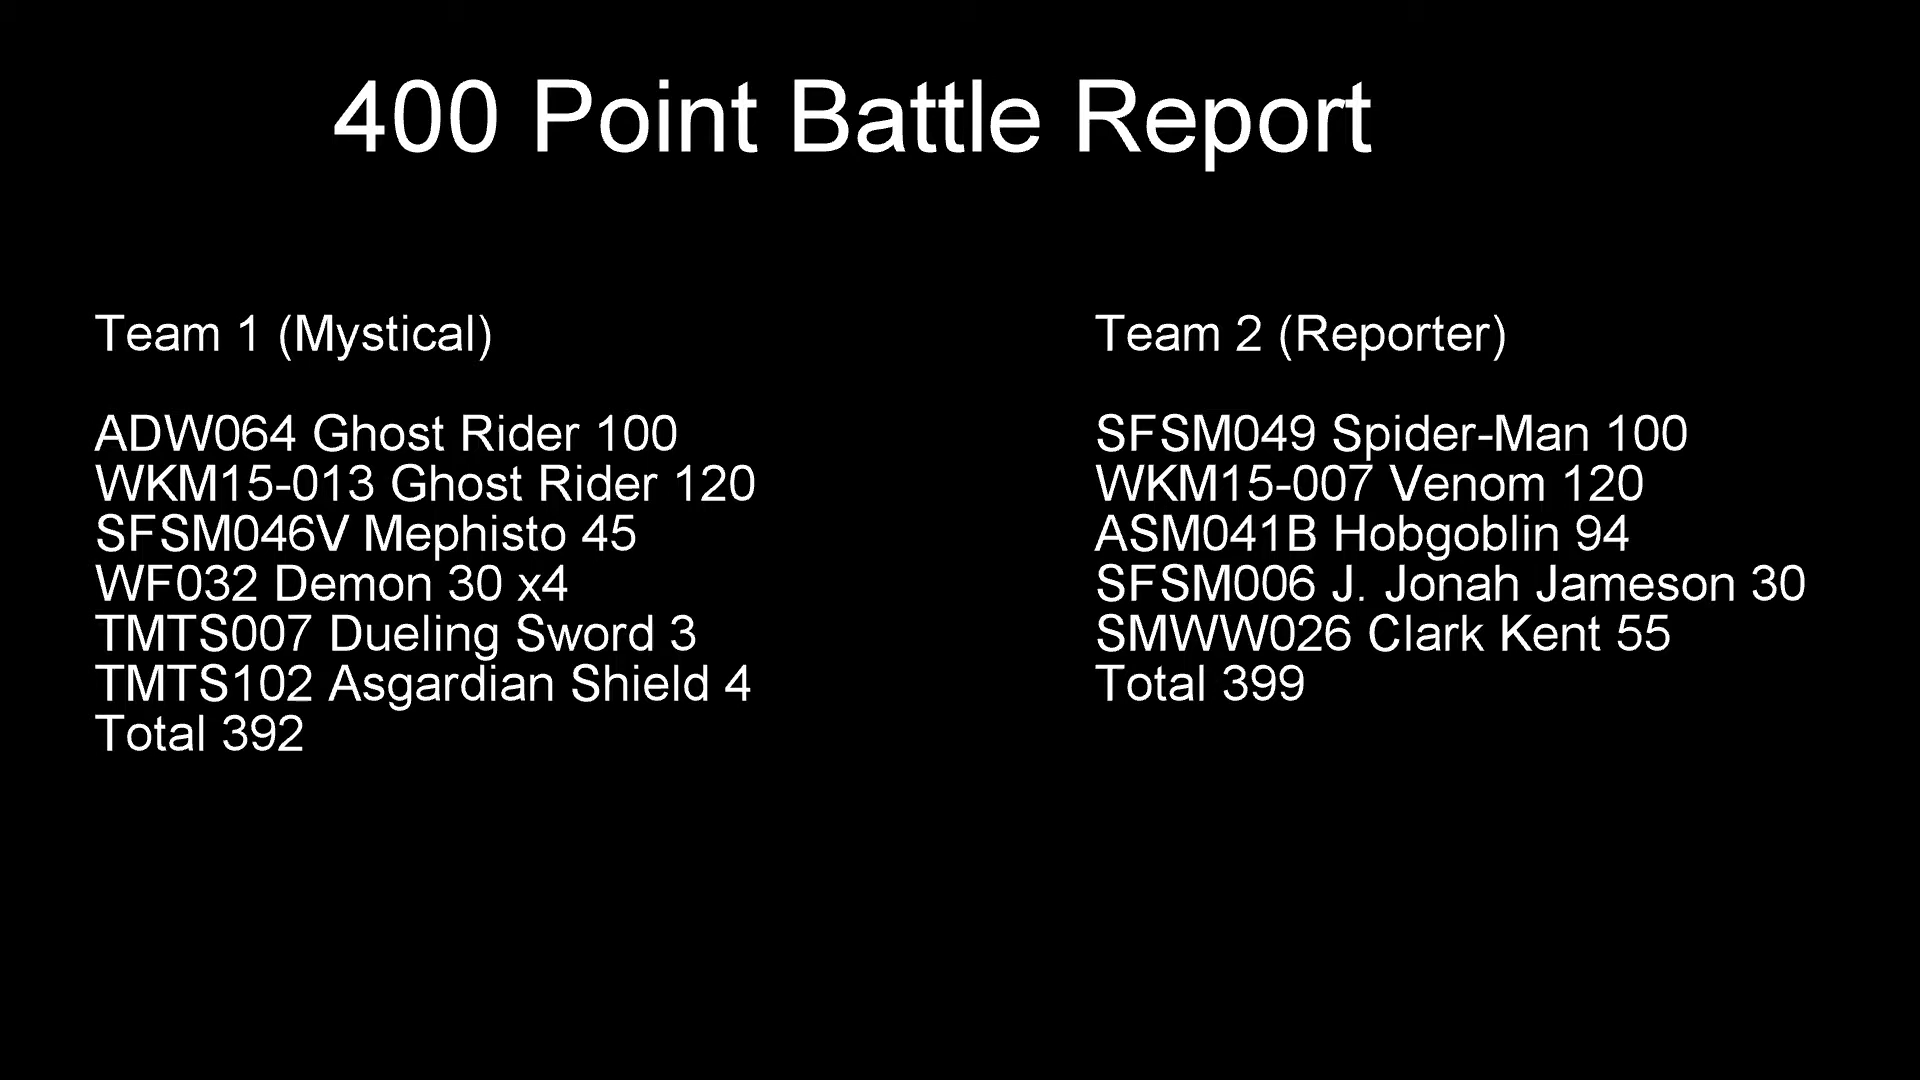 400 Point Battle Report
Team 1 (Mystical)
ADW064 Ghost Rider 100
WKM15-013 Ghost Rider 120
SFSM046V Mephisto 45
WF032 Demon 30 x4
TMTS007 Dueling Sword 3
TMTS102 Asgardian Shield 4
Total 392
Team 2 (Reporter)
SFSM049 Spider-Man 100
WKM15-007 Venom 120
ASM041B Hobgoblin 94
SFSM006 J. Jonah Jameson 30
SMWW026 Clark Kent 55
Total 399